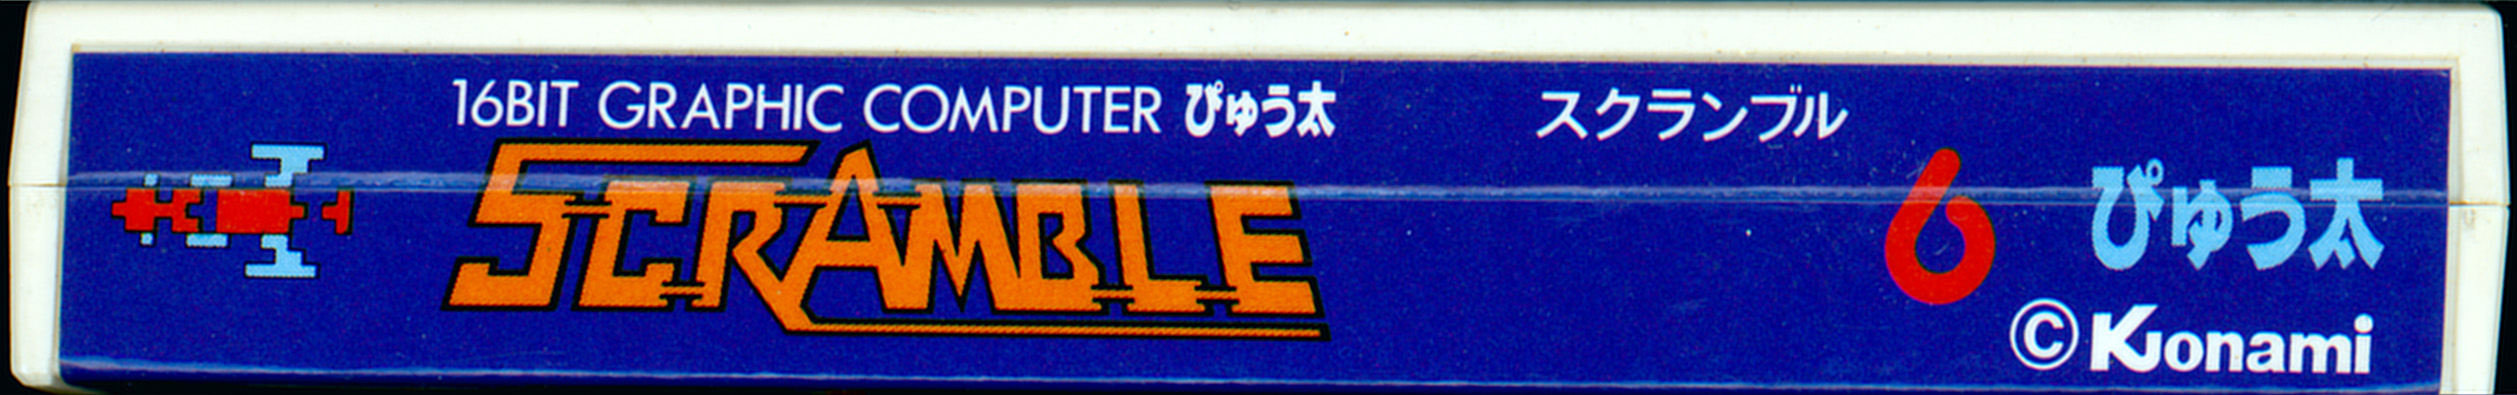 16BIT GRAPHIC COMPUTER ぴゅう太
SCRAMBLE
スクランブル
6 ぴゅう太
©Konami